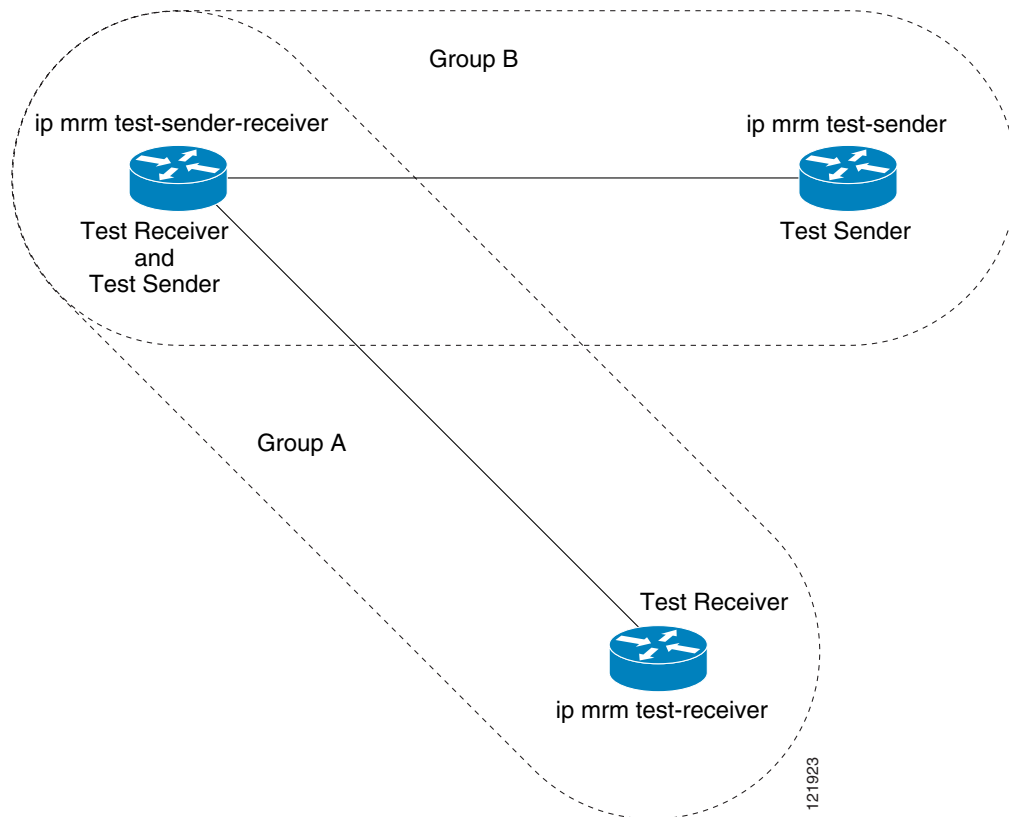 Group B
ip mrm test-sender-receiver
ip mrm test-sender
Test Receiver
and
Test Sender
Test Sender
Group A
Test Receiver
ip mrm test-receiver
121923